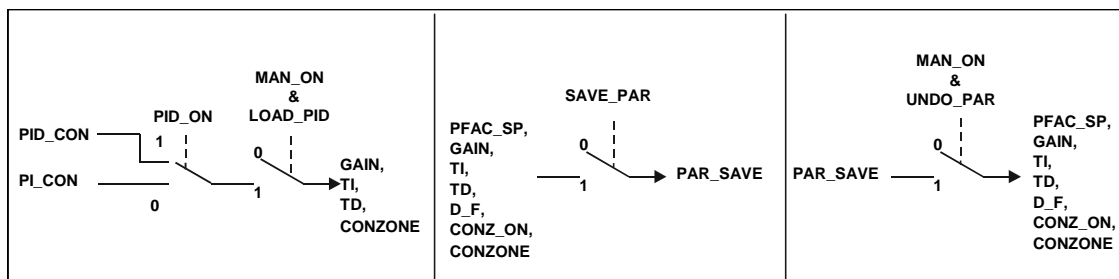 PID_CON
PI_CON
PID_ON
1
0
MAN_ON
&
LOAD_PID
0
1
GAIN,
TI,
TD,
CONZONE
PFAC_SP,
GAIN,
TI,
TD,
D_F,
CONZ_ON,
CONZONE
SAVE_PAR
0
1
PAR_SAVE
PAR_SAVE
MAN_ON
&
UNDO_PAR
0
1
PFAC_SP,
GAIN,
TI,
TD,
D_F,
CONZ_ON,
CONZONE